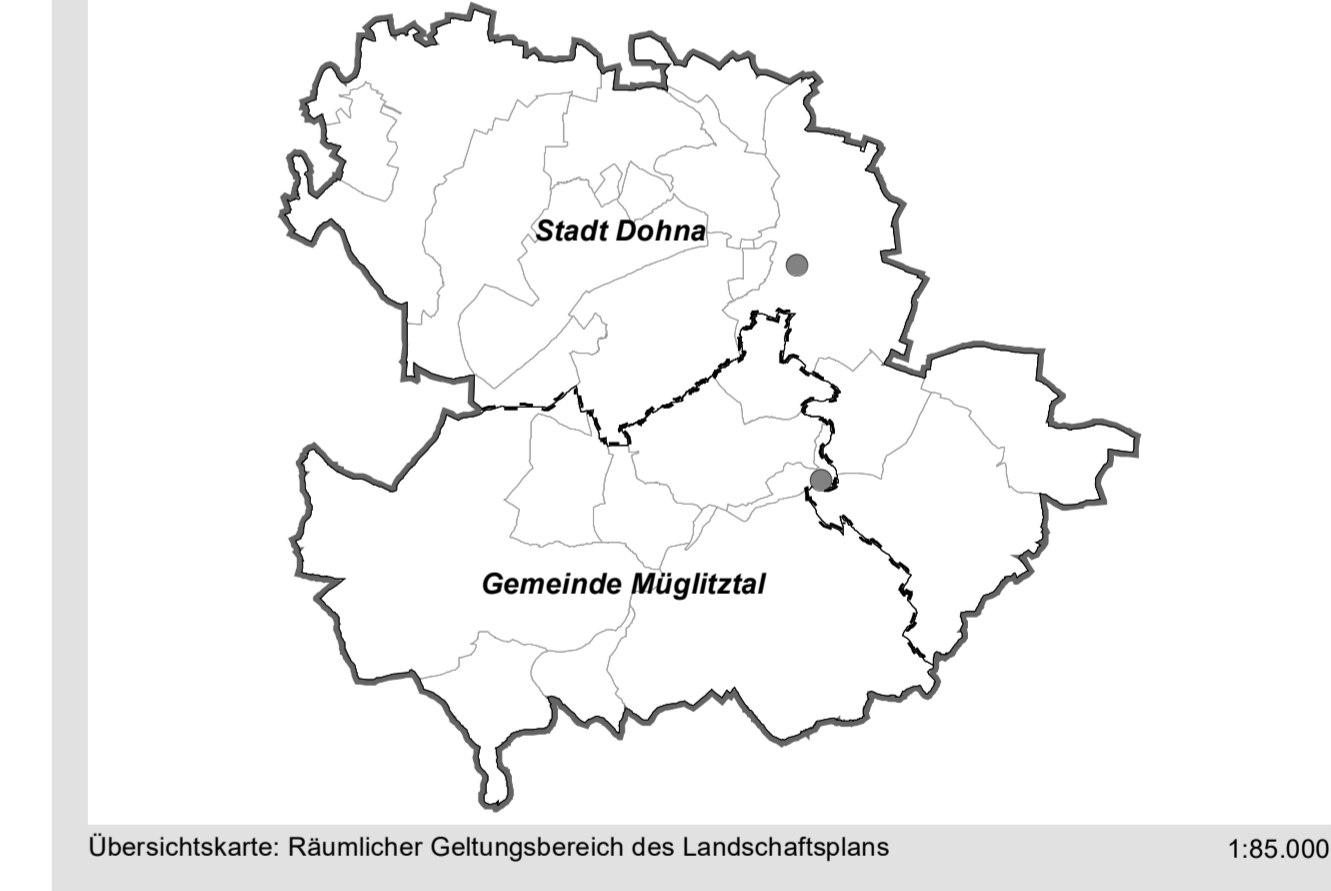 Stadt Dohna
Gemeinde Müglitztal
Übersichtskarte: Räumlicher Geltungsbereich des Landschaftsplans 1:85.000